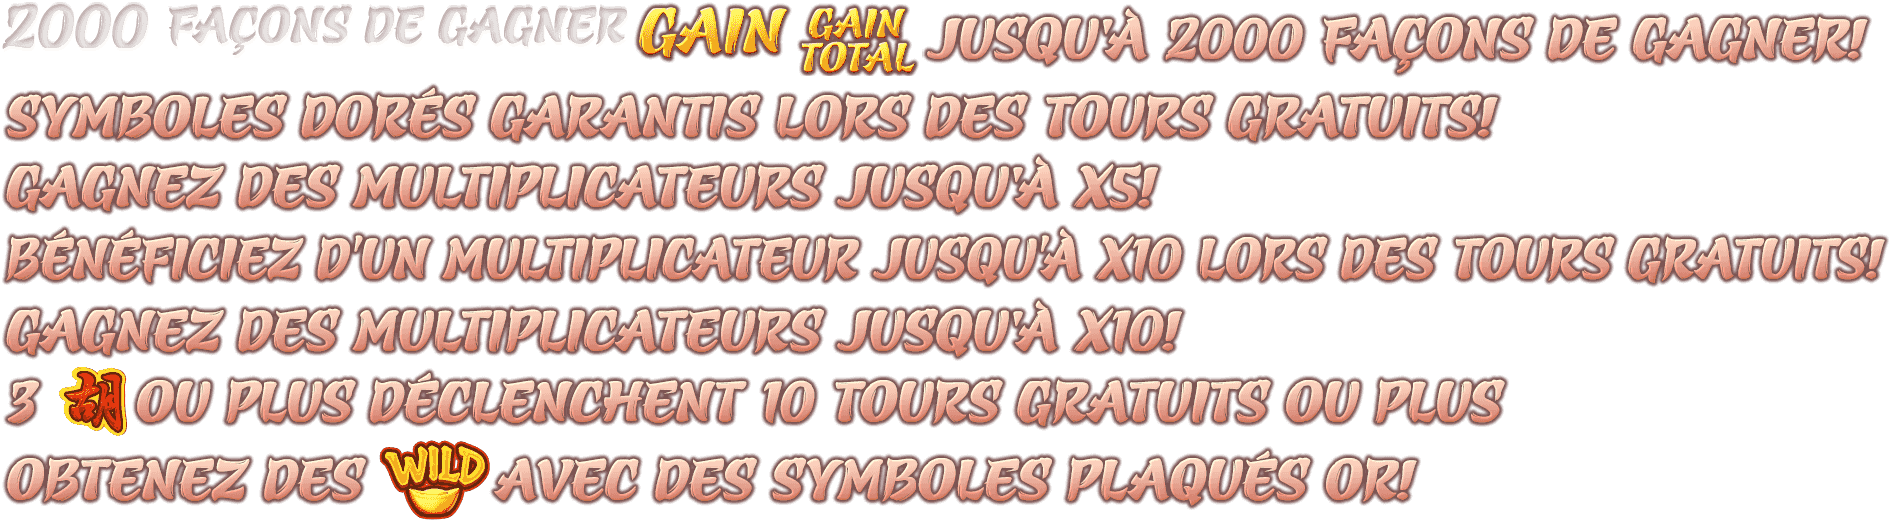 2000 FAÇONS DE GAGNER GAIN GAIN TOTAL JUSQU'À 2000 FAÇONS DE GAGNER!
SYMBOLES DORÉS GARANTIS LORS DES TOURS GRATUITS!
GAGNEZ DES MULTIPLICATEURS JUSQU'À X5!
BÉNÉFICIEZ D'UN MULTIPLICATEUR JUSQU'À X10 LORS DES TOURS GRATUITS!
GAGNEZ DES MULTIPLICATEURS JUSQU'À X10!
3 胡 OU PLUS DÉCLENCHENT 10 TOURS GRATUITS OU PLUS
OBTENEZ DES WILD AVEC DES SYMBOLES PLAQUÉS OR!